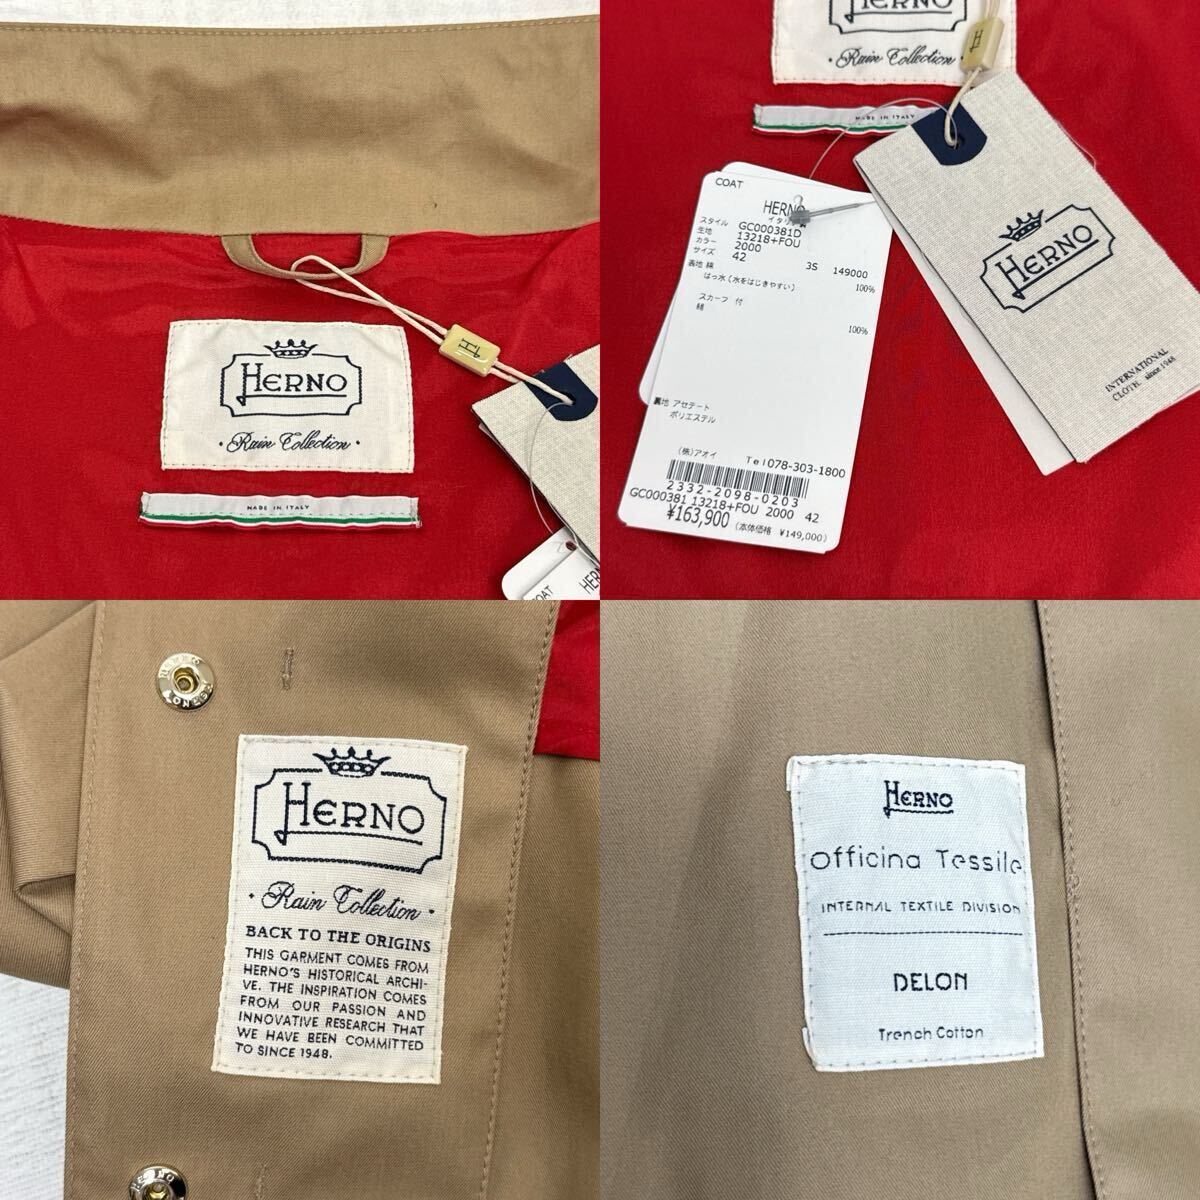 HERNO
Rain Collection
MADE IN ITALY
COAT
HER
HERNO
Rain Collection
MADE IN ITALY
COAT
HERNO
イタリ
スタイル GC000381D
生地 13218+FOU
カラー 2000
サイズ 42
3S 149000
表地 綿 100%
はっ水(水をはじきやすい)
スカーフ 付
綿 100%
裏地 アセテート
ポリエステル
(株)アオイ Tel078-303-1800
2332-2098-0203
GC000381 13218+FOU 2000 42
¥163,900 (本体価格 ¥149,000)
HERNO
INTERNATIONAL
CLOTH. since 1948
HERNO
Rain Collection
BACK TO THE ORIGINS
THIS GARMENT COMES FROM
HERNO'S HISTORICAL ARCHI-
VE. THE INSPIRATION COMES
FROM OUR PASSION AND
INNOVATIVE RESEARCH THAT
WE HAVE BEEN COMMITTED
TO SINCE 1948.
HERNO
Officina Tessile
INTERNAL TEXTILE DIVISION
DELON
Trench Cotton